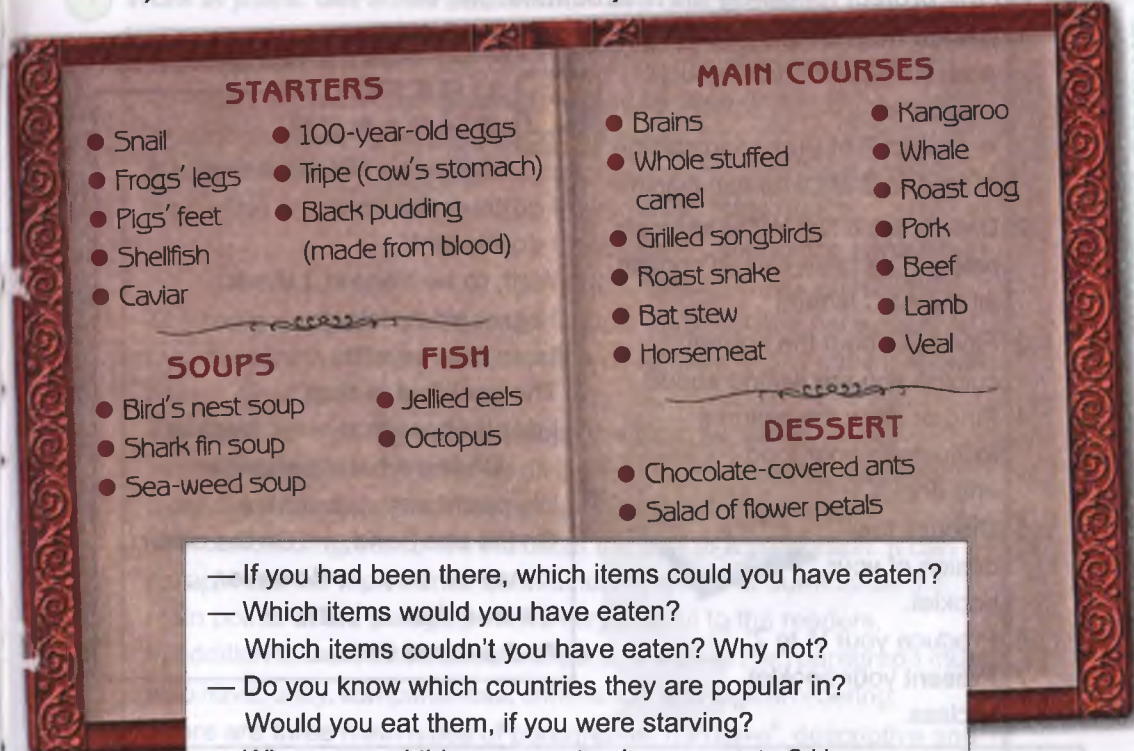 STARTERS
● Snail
● Frogs' legs
● Pigs' feet
● Shellfish
● Caviar
● 100-year-old eggs
● Tripe (cow's stomach)
● Black pudding
(made from blood)
SOUPS
● Bird's nest soup
● Shark fin soup
● Sea-weed soup
FISH
● Jellied eels
● Octopus
MAIN COURSES
● Brains
● Whole stuffed
camel
● Grilled songbirds
● Roast snake
● Bat stew
● Horsemeat
● Kangaroo
● Whale
● Roast dog
● Pork
● Beef
● Lamb
● Veal
DESSERT
● Chocolate-covered ants
● Salad of flower petals
— If you had been there, which items could you have eaten?
— Which items would you have eaten?
Which items couldn't you have eaten? Why not?
— Do you know which countries they are popular in?
Would you eat them, if you were starving?